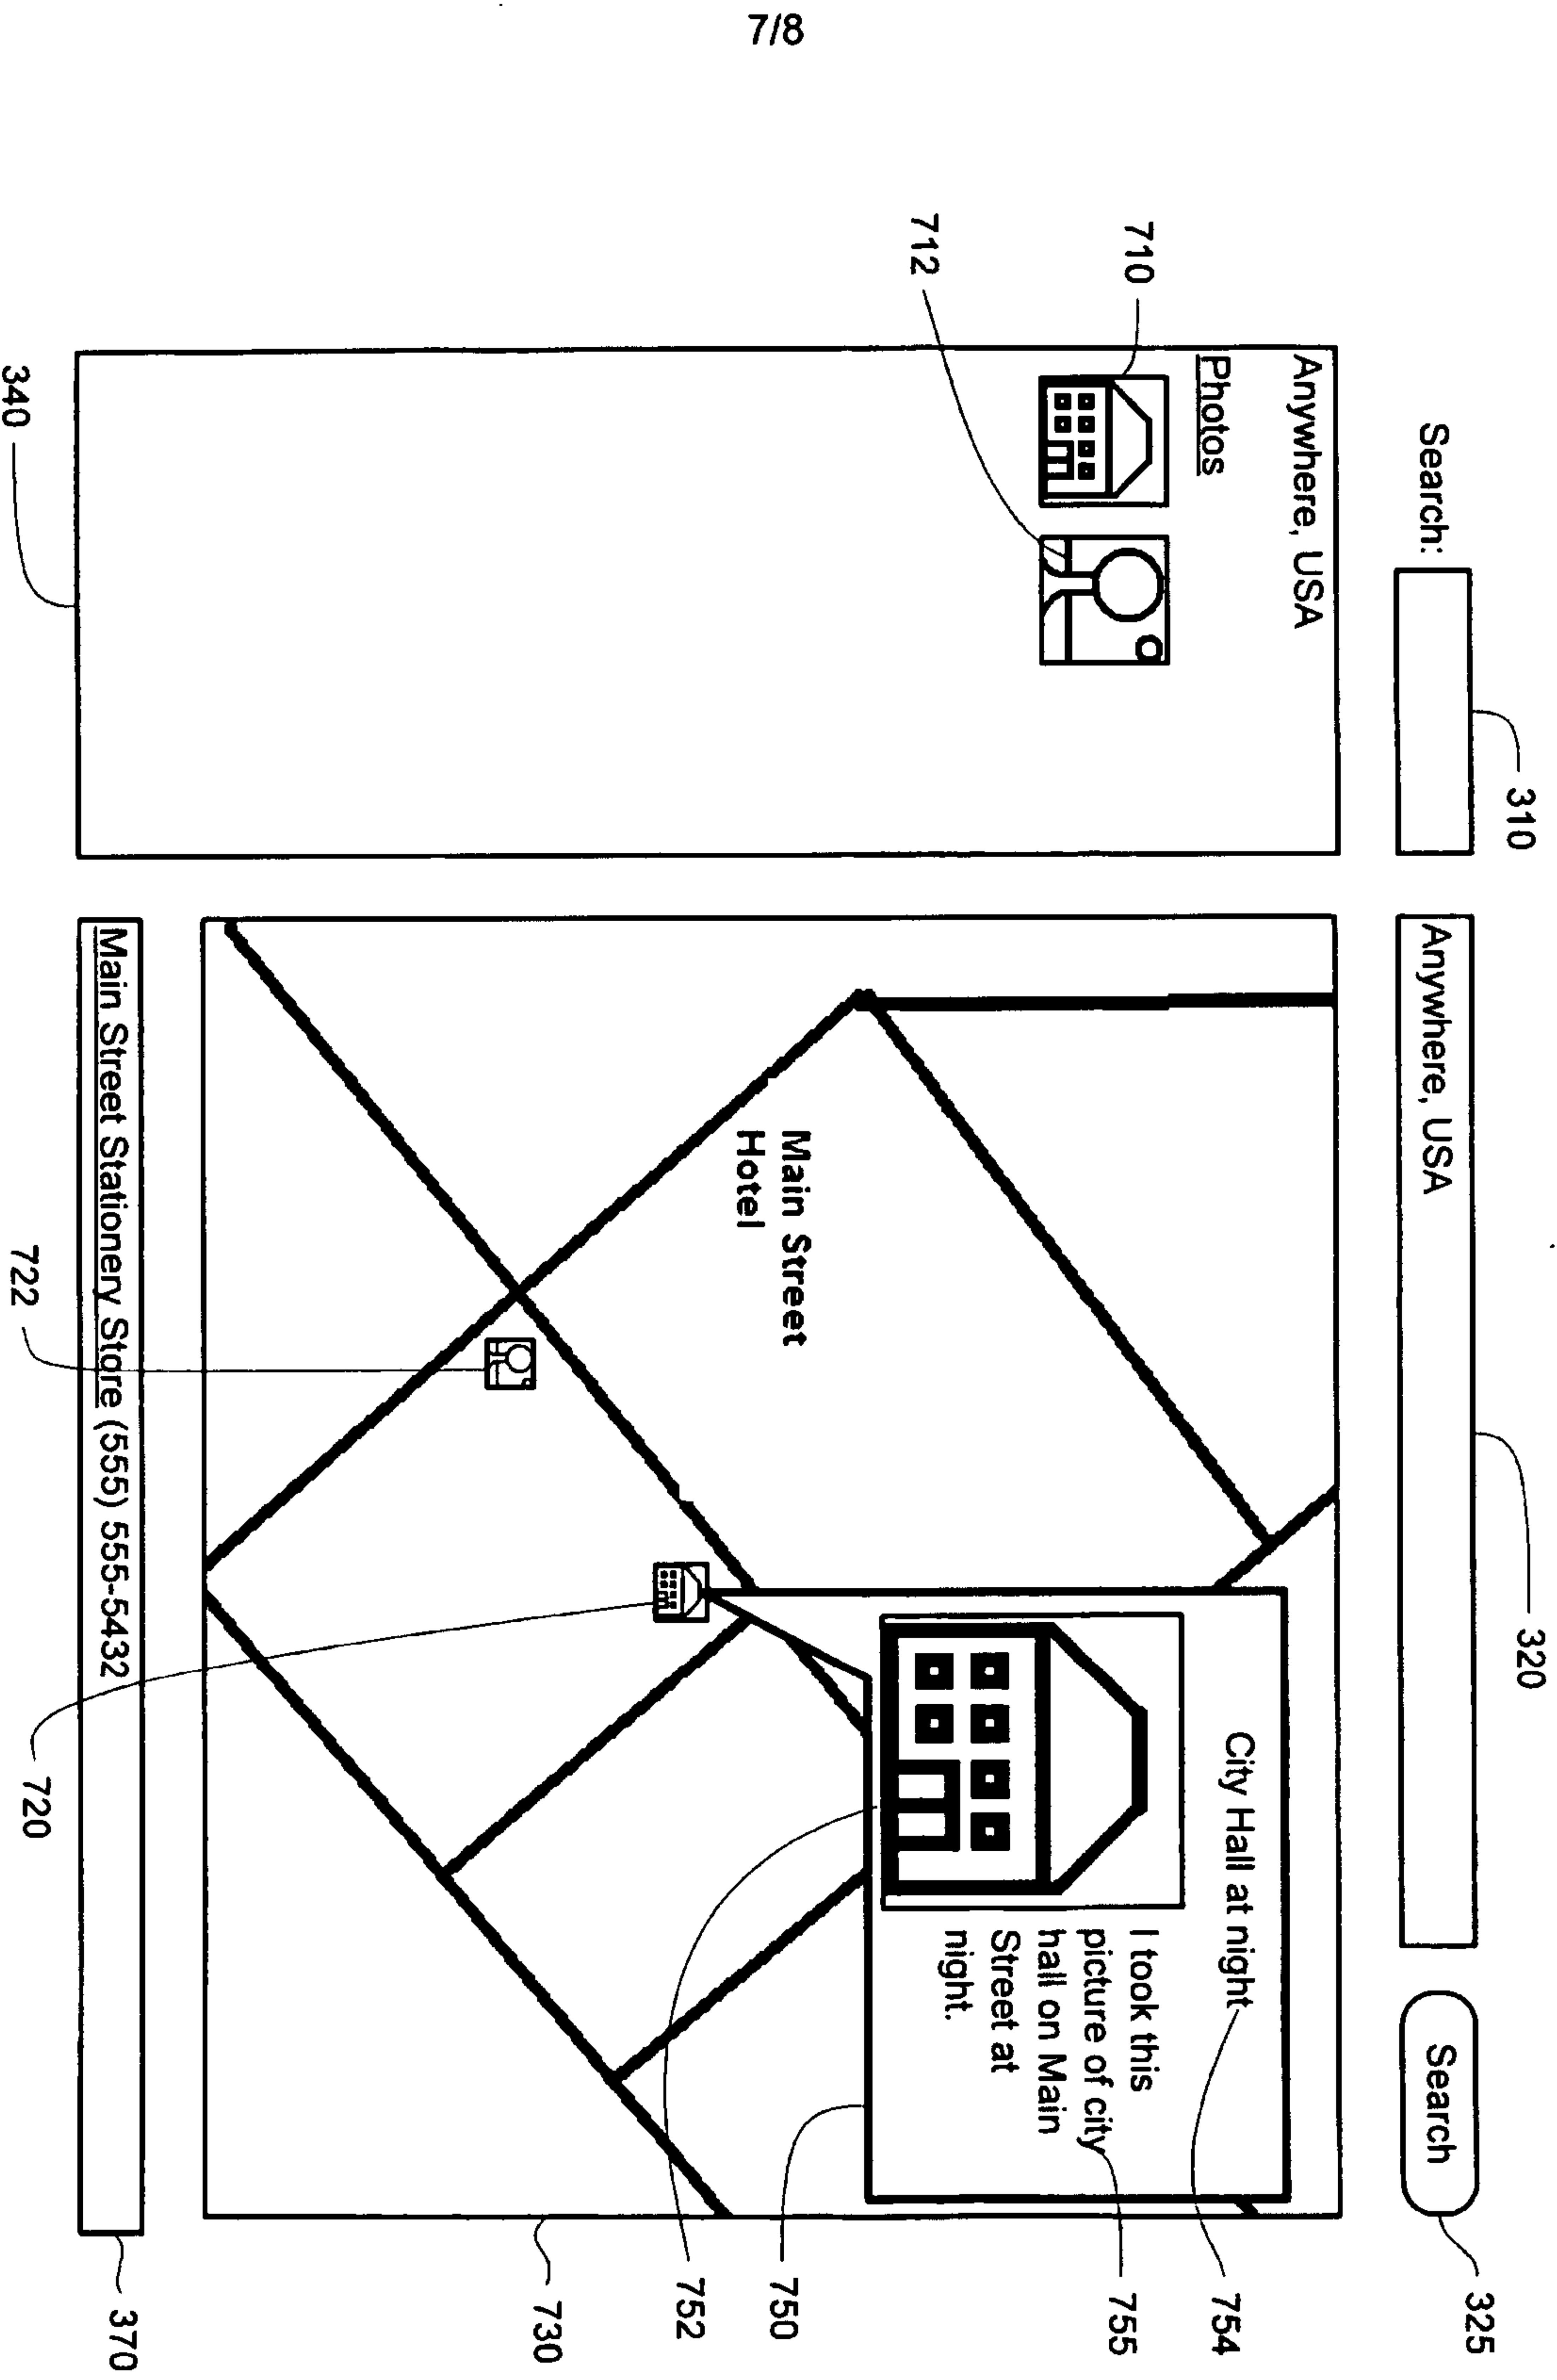 7/8
Search:
310
Anywhere, USA
320
Search
325
Anywhere, USA
Photos
710
712
340
City Hall at night
754
I took this
picture of city
hall on Main
Street at
night.
755
750
752
Main Street
Hotel
730
Main Street Stationery Store (555) 555-5432
370
722
720